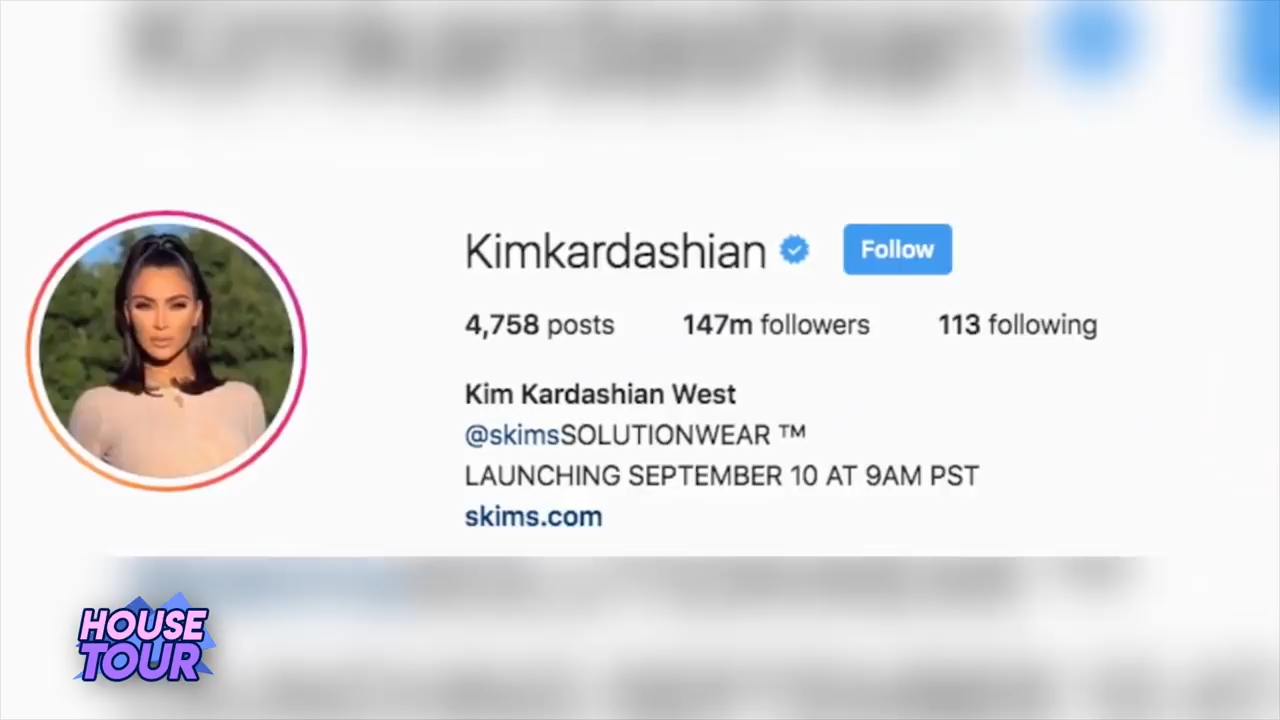 Kimkardashian Follow
4,758 posts 147m followers 113 following
Kim Kardashian West
@skimsSOLUTIONWEAR ™
LAUNCHING SEPTEMBER 10 AT 9AM PST
skims.com
HOUSE
TOUR